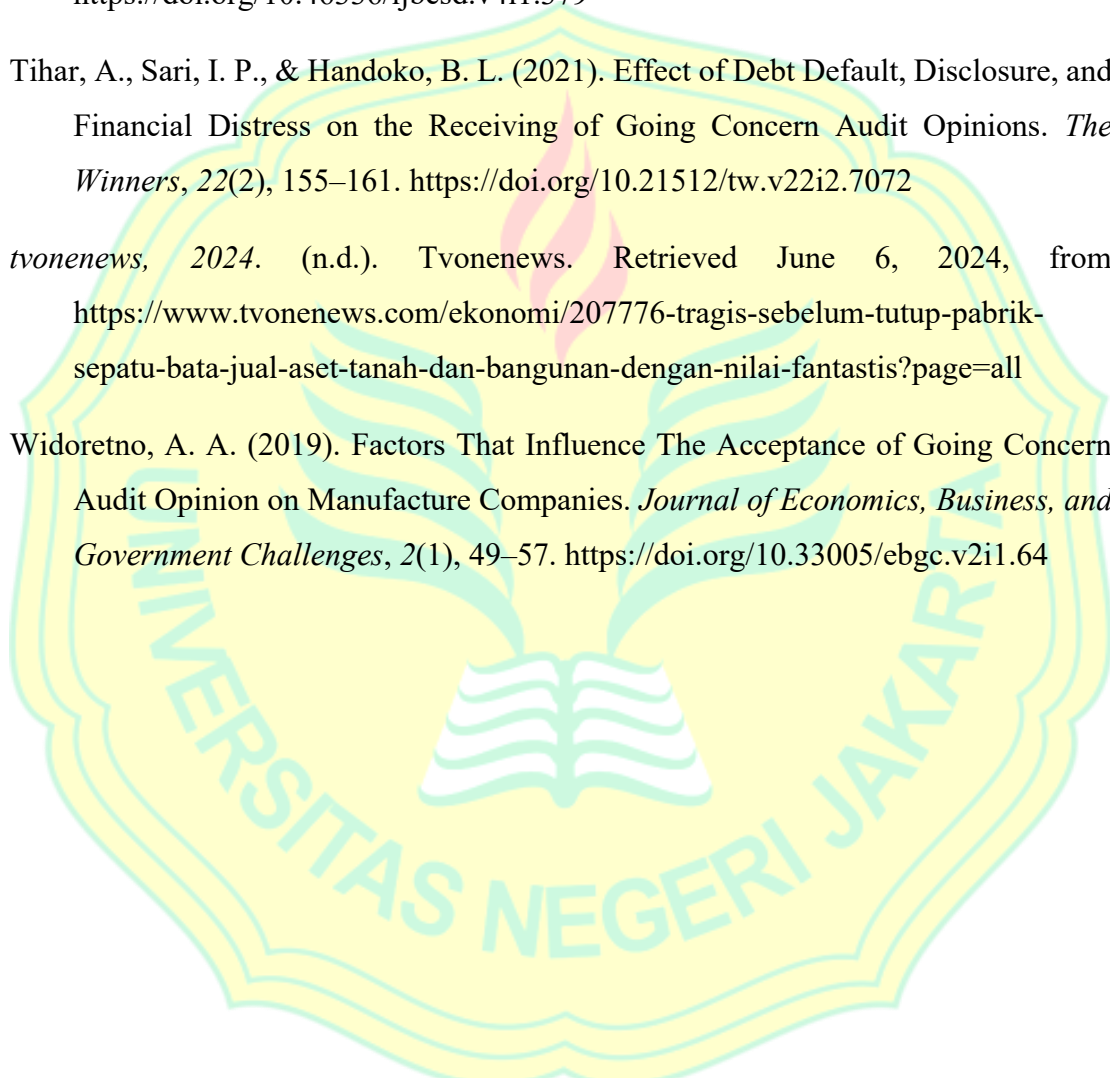 Tihar, A., Sari, I. P., & Handoko, B. L. (2021). Effect of Debt Default, Disclosure, and
Financial Distress on the Receiving of Going Concern Audit Opinions. The
Winners, 22(2), 155–161. https://doi.org/10.21512/tw.v22i2.7072
tvonenews, 2024. (n.d.). Tvonenews. Retrieved June 6, 2024, from
https://www.tvonenews.com/ekonomi/207776-tragis-sebelum-tutup-pabrik-
sepatu-bata-jual-aset-tanah-dan-bangunan-dengan-nilai-fantastis?page=all
Widoretno, A. A. (2019). Factors That Influence The Acceptance of Going Concern
Audit Opinion on Manufacture Companies. Journal of Economics, Business, and
Government Challenges, 2(1), 49–57. https://doi.org/10.33005/ebgc.v2i1.64
UNIVERSITAS NEGERI JAKARTA